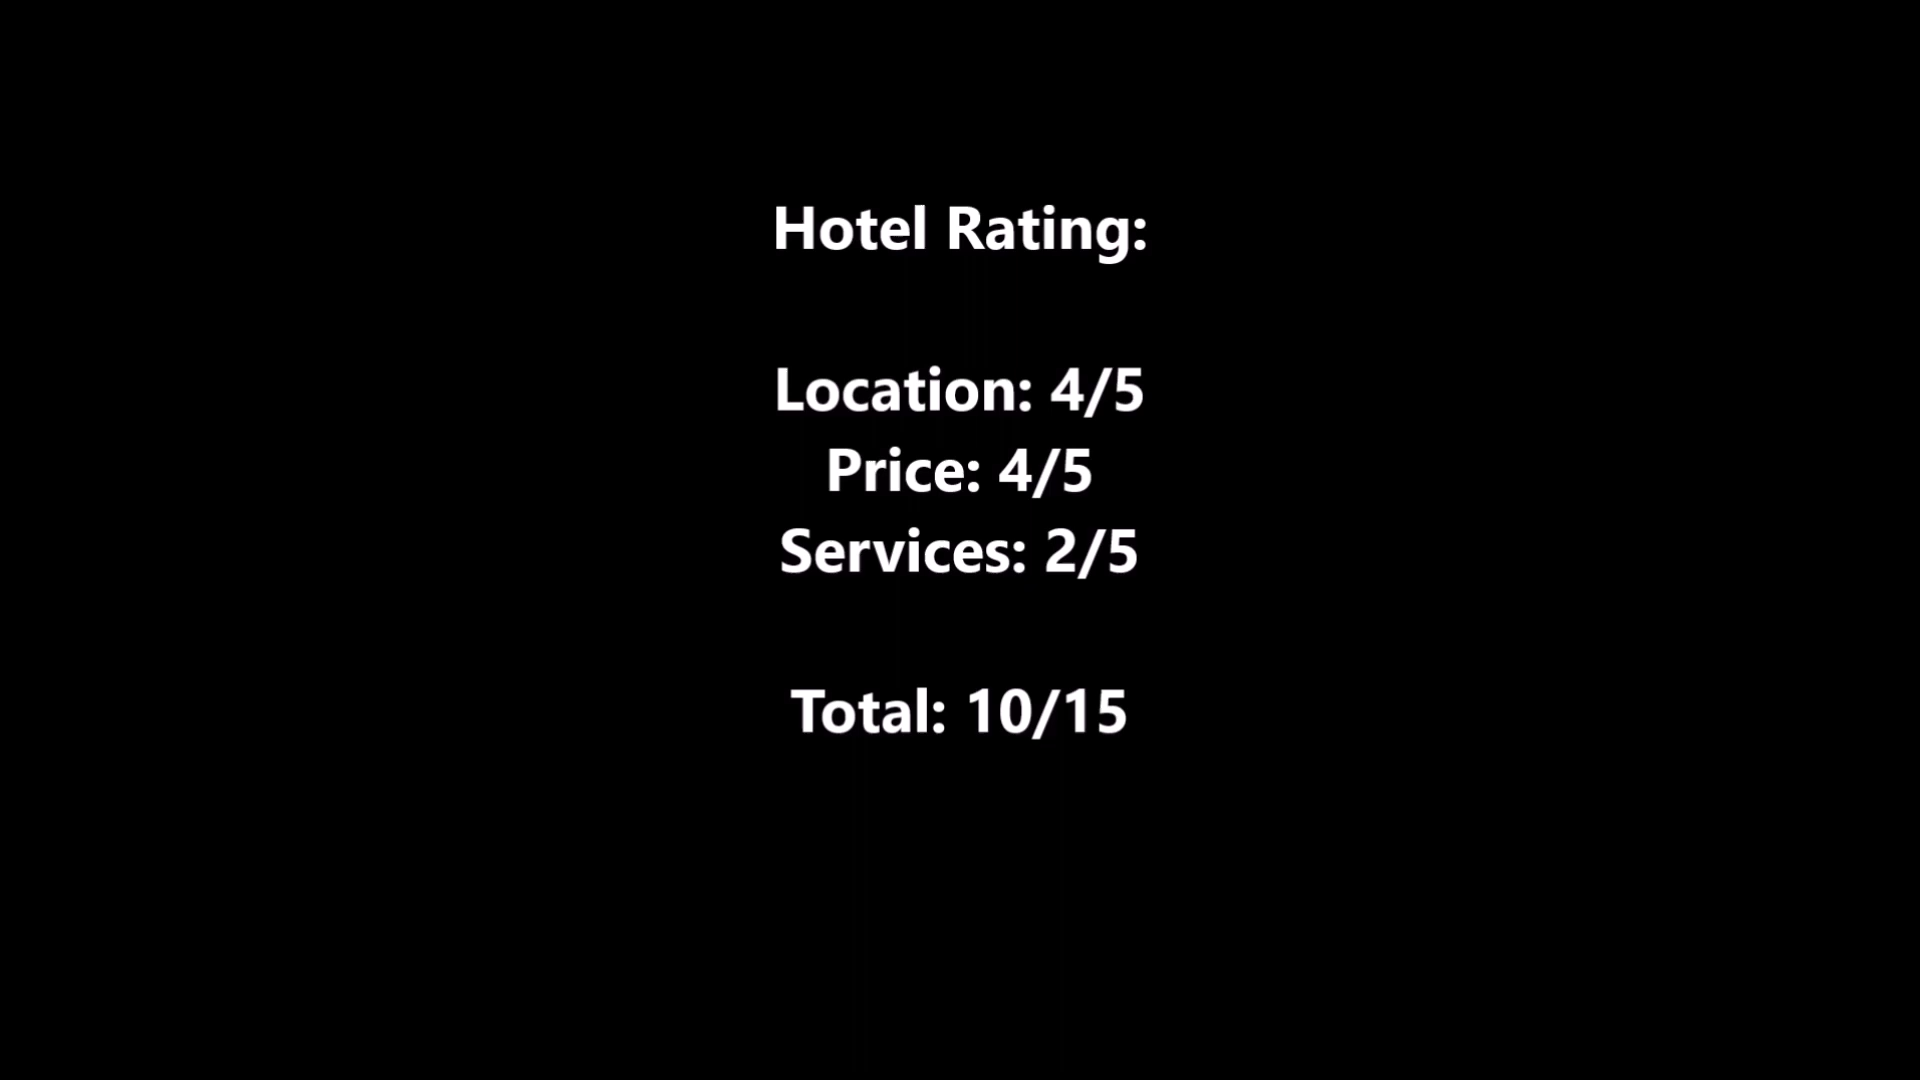 Hotel Rating:
Location: 4/5
Price: 4/5
Services: 2/5
Total: 10/15